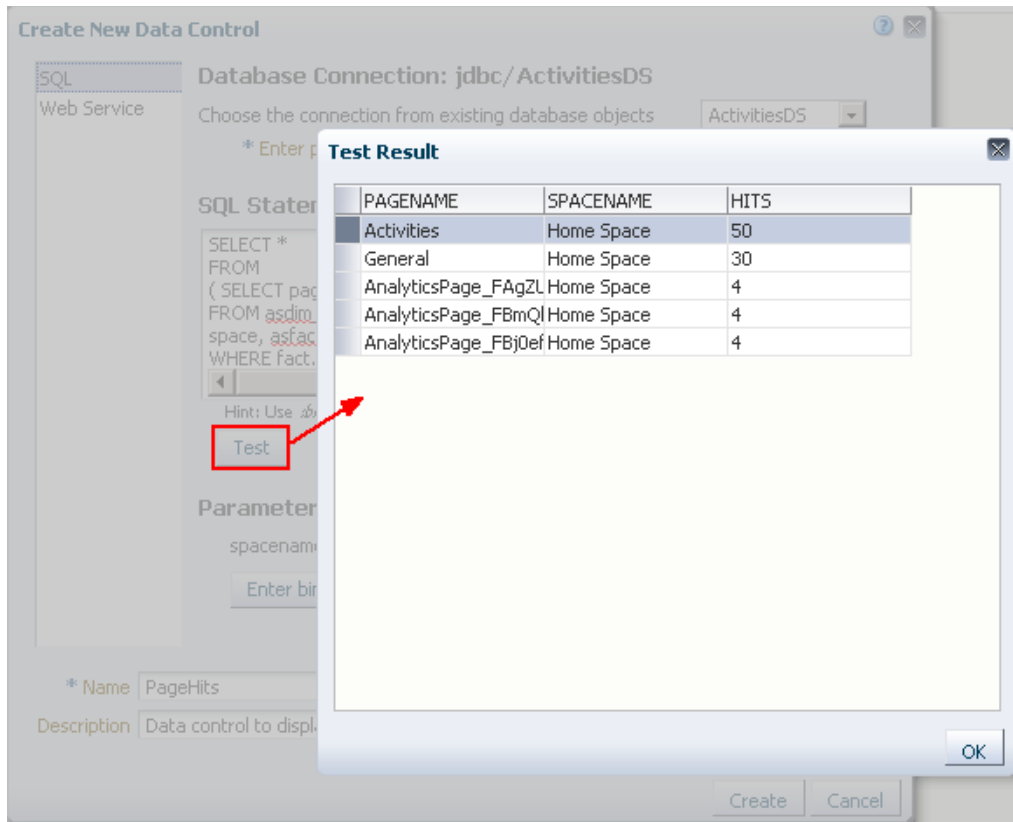 Create New Data Control
SQL
Web Service
Database Connection: jdbc/ActivitiesDS
Choose the connection from existing database objects ActivitiesDS
* Enter p
SQL Stater
SELECT *
FROM
( SELECT pag
FROM asdim_
space, asfac
WHERE fact.
Hint: Use
Test
Parameter
spacenam
Enter bin
* Name PageHits
Description Data control to displ
Create Cancel
Test Result
PAGENAME SPACENAME HITS
Activities Home Space 50
General Home Space 30
AnalyticsPage_FAgZU Home Space 4
AnalyticsPage_FBmQl Home Space 4
AnalyticsPage_FBj0ef Home Space 4
OK